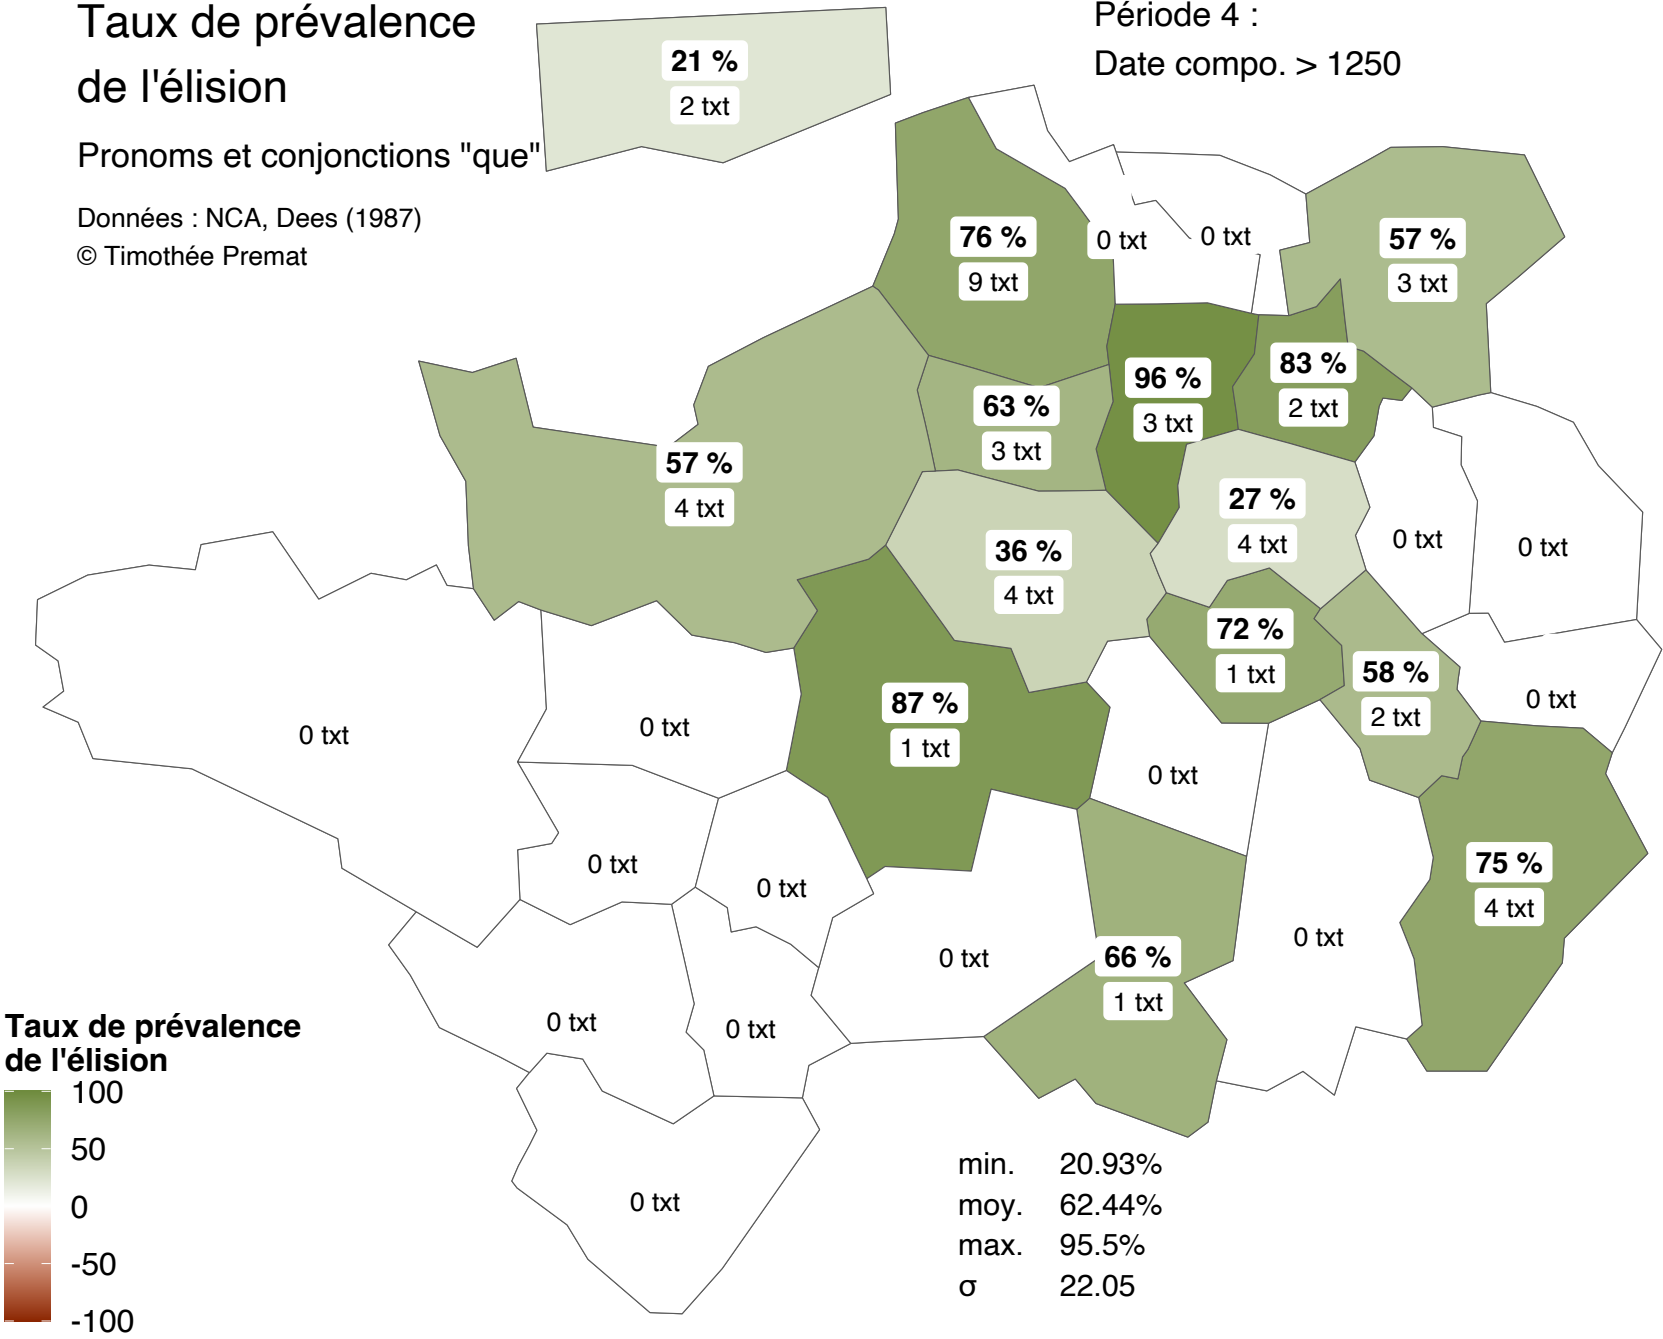 Taux de prévalence
de l'élision
Pronoms et conjonctions "que"
Données : NCA, Dees (1987)
© Timothée Premat
Période 4 :
Date compo. > 1250
21 %
2 txt
76 %
9 txt
0 txt
0 txt
57 %
3 txt
63 %
3 txt
96 %
3 txt
83 %
2 txt
57 %
4 txt
36 %
4 txt
27 %
4 txt
0 txt
0 txt
72 %
1 txt
58 %
2 txt
0 txt
87 %
1 txt
0 txt
0 txt
0 txt
0 txt
0 txt
75 %
4 txt
66 %
1 txt
0 txt
0 txt
0 txt
0 txt
0 txt
Taux de prévalence
de l'élision
100
50
0
-50
-100
min. 20.93%
moy. 62.44%
max. 95.5%
σ 22.05